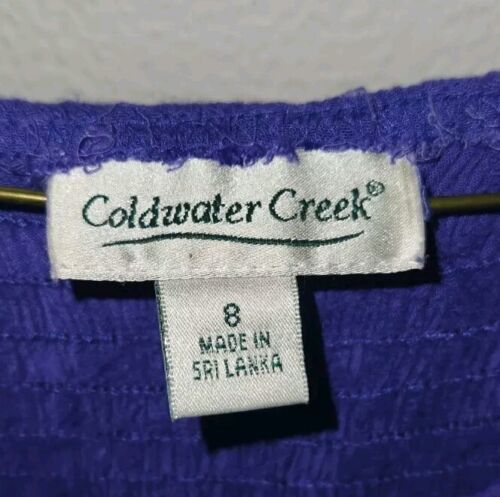 Coldwater Creek®
8
MADE IN
SRI LANKA